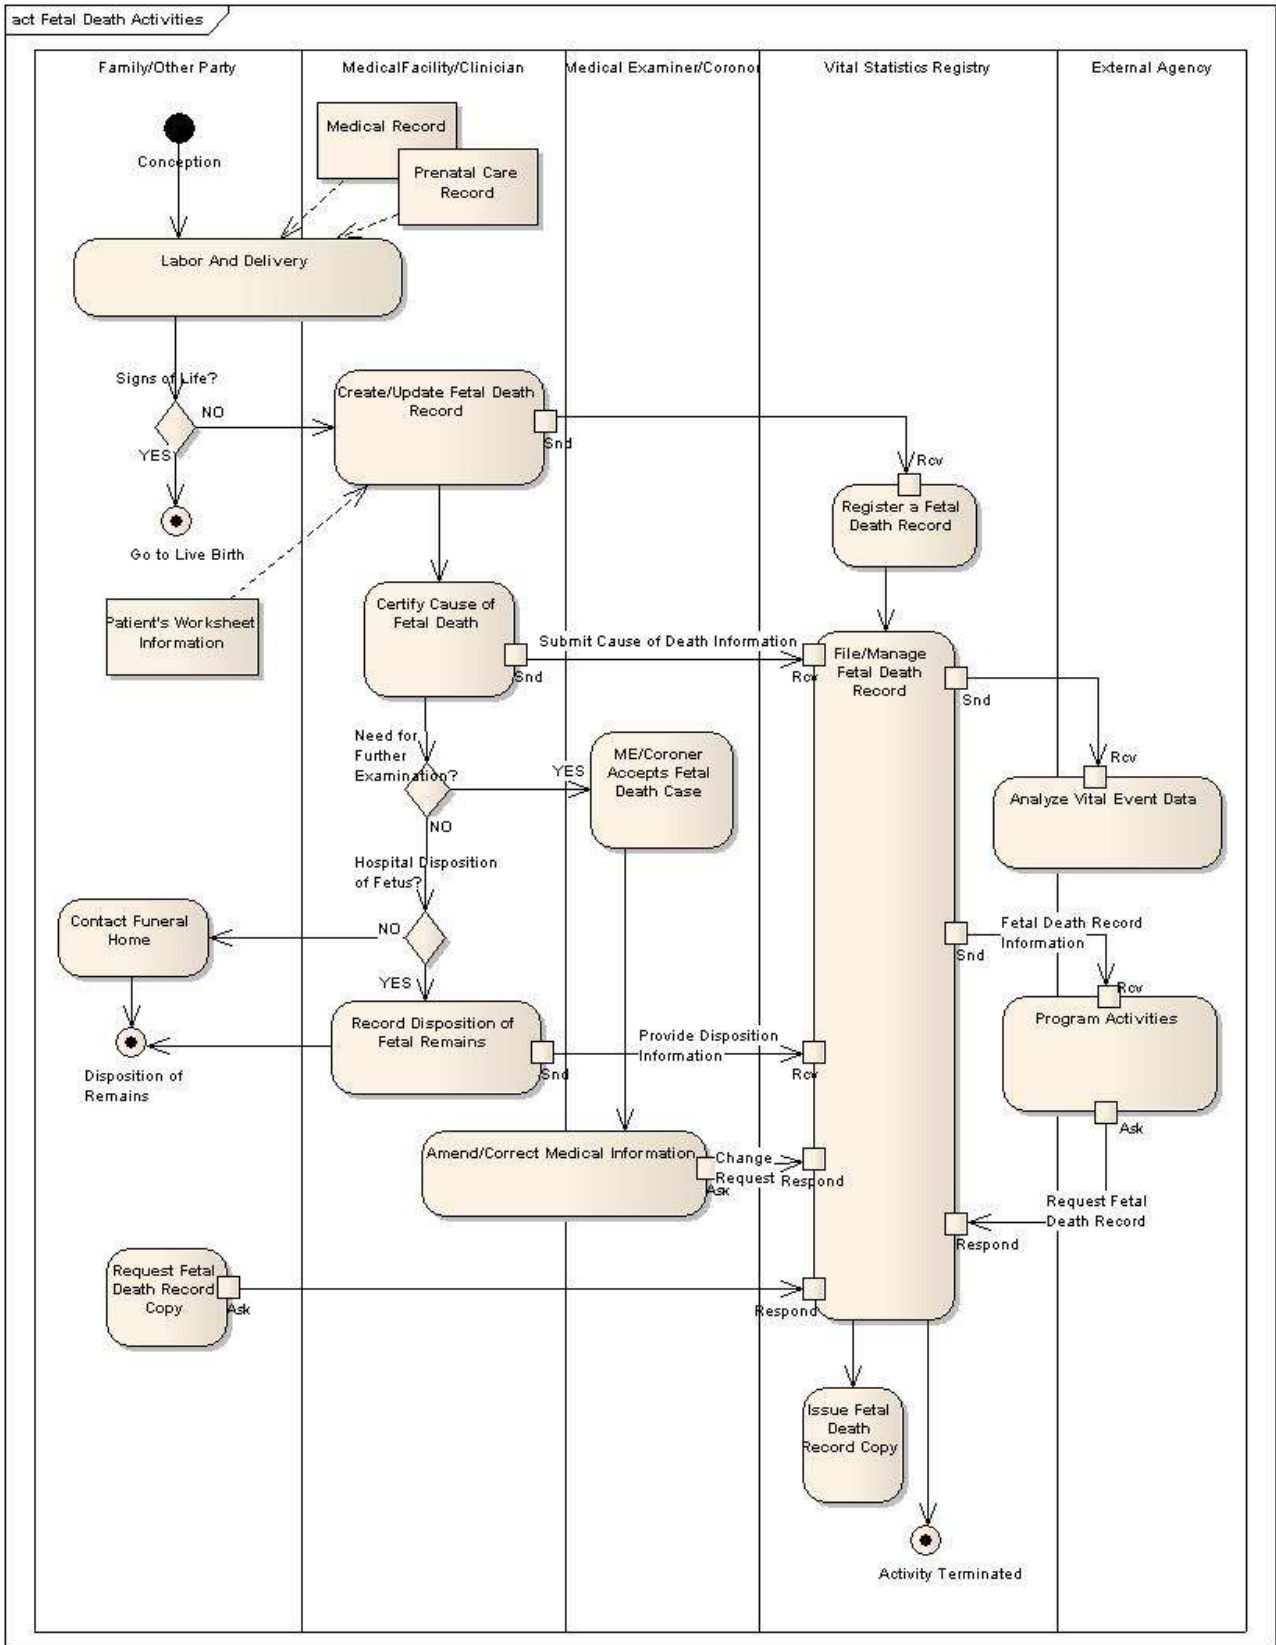 act Fetal Death Activities
Family/Other Party
MedicalFacility/Clinician
Medical Examiner/Coronor
Vital Statistics Registry
External Agency
Conception
Medical Record
Prenatal Care
Record
Labor And Delivery
Signs of Life?
NO
YES
Go to Live Birth
Create/Update Fetal Death
Record
Snd
Rcv
Register a Fetal
Death Record
Patient's Worksheet
Information
Certify Cause of
Fetal Death
Snd
Submit Cause of Death Information
Rcv
File/Manage
Fetal Death
Record
Snd
Rcv
Analyze Vital Event Data
Need for
Further
Examination?
YES
NO
ME/Coroner
Accepts Fetal
Death Case
Hospital Disposition
of Fetus?
NO
YES
Contact Funeral
Home
Disposition of
Remains
Record Disposition of
Fetal Remains
Snd
Provide Disposition
Information
Rcv
Snd
Fetal Death Record
Information
Rcv
Program Activities
Ask
Request Fetal
Death Record
Respond
Amend/Correct Medical Information
Ask
Change
Request
Respond
Request Fetal
Death Record
Copy
Ask
Respond
Issue Fetal
Death
Record Copy
Activity Terminated